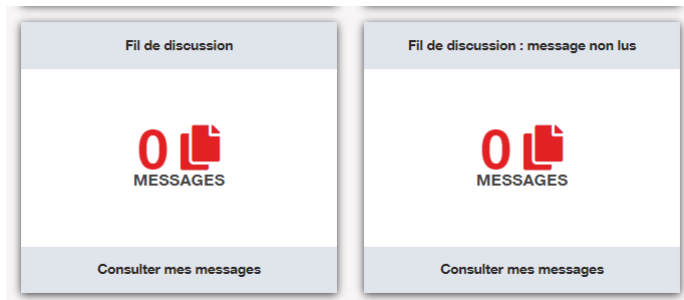 Fil de discussion
0
MESSAGES
Consulter mes messages
Fil de discussion : message non lus
0
MESSAGES
Consulter mes messages